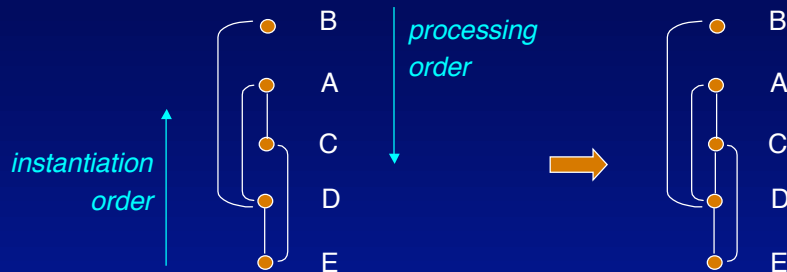 B
A
C
D
E
instantiation
order
processing
order
B
A
C
D
E